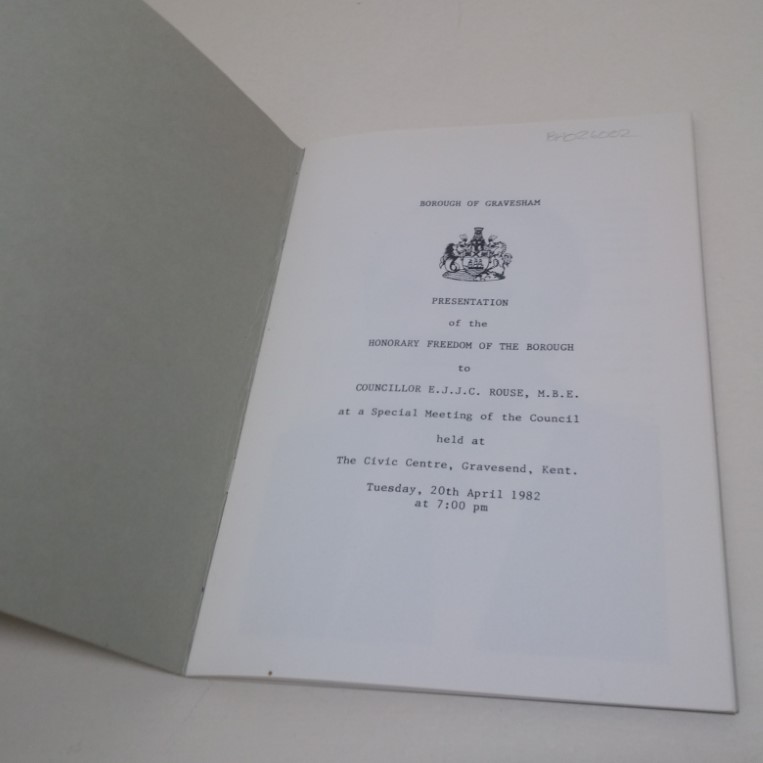 BOROUGH OF GRAVESHAM
PRESENTATION
of the
HONORARY FREEDOM OF THE BOROUGH
to
COUNCILLOR E.J.J.C. ROUSE, M.B.E.
at a Special Meeting of the Council
held at
The Civic Centre, Gravesend, Kent.
Tuesday, 20th April 1982
at 7:00 pm